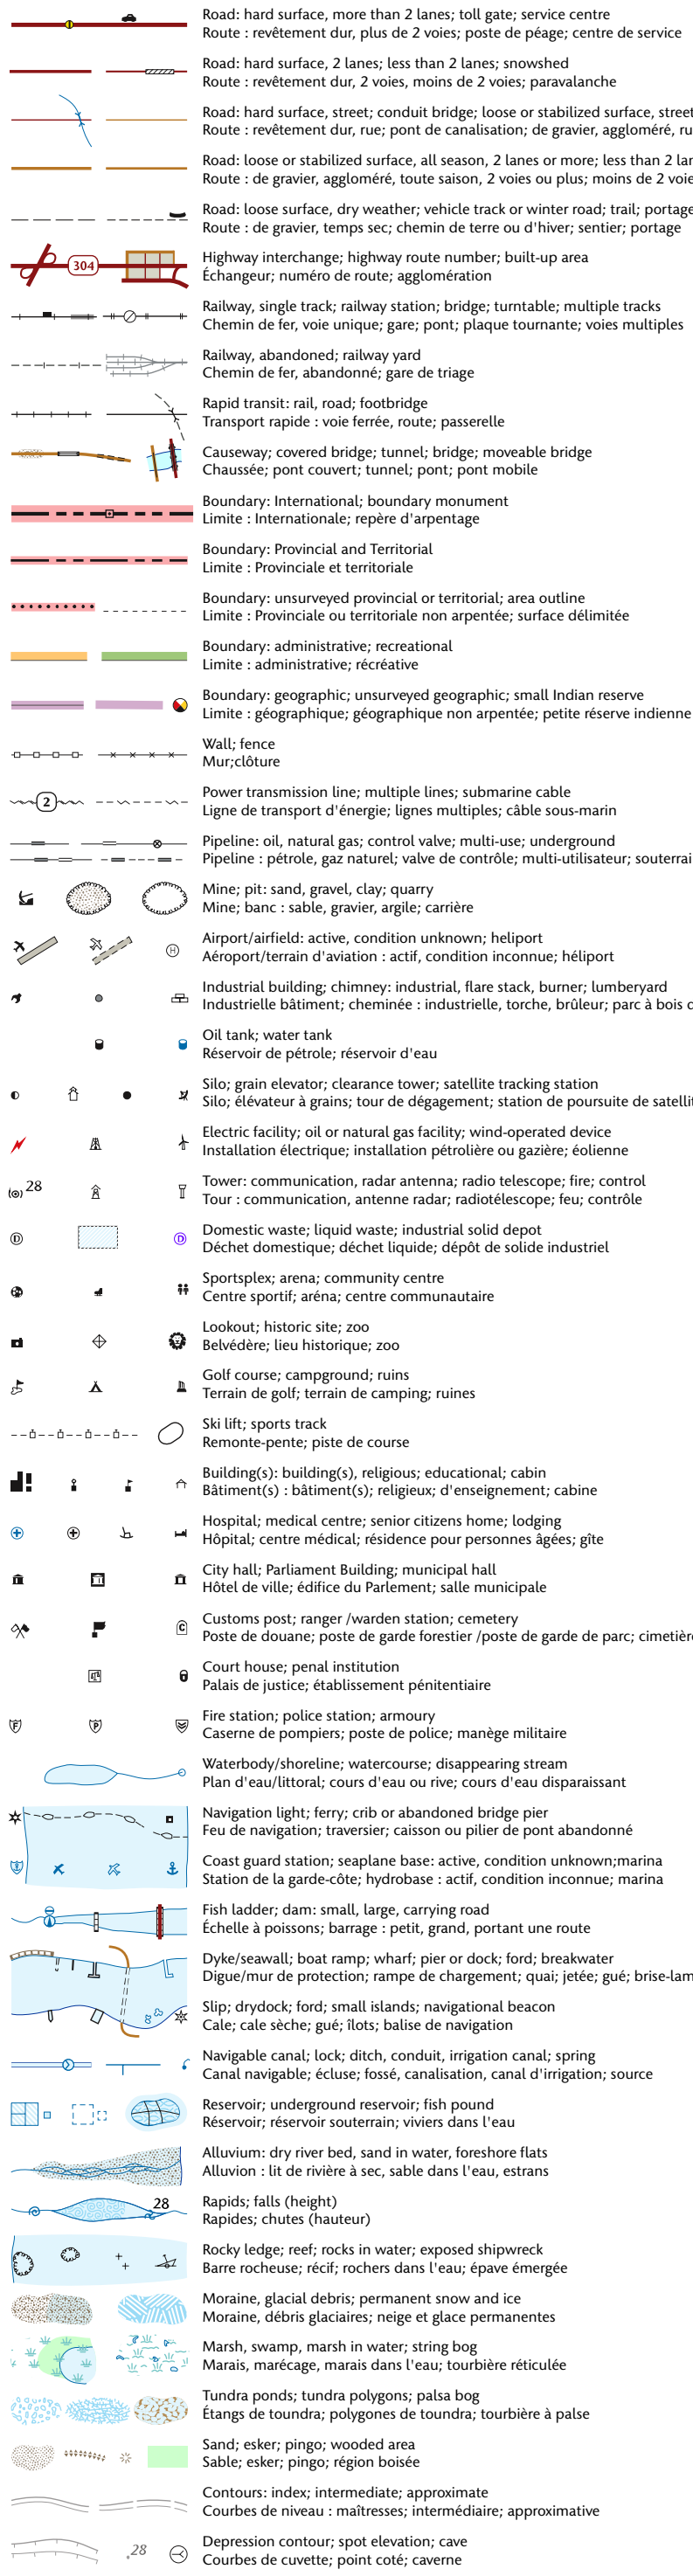 Road: hard surface, more than 2 lanes; toll gate; service centre
Route : revêtement dur, plus de 2 voies; poste de péage; centre de service
Road: hard surface, 2 lanes; less than 2 lanes; snowshed
Route : revêtement dur, 2 voies, moins de 2 voies; paravalanche
Road: hard surface, street; conduit bridge; loose or stabilized surface, street
Route : revêtement dur, rue; pont de canalisation; de gravier, aggloméré, ru
Road: loose or stabilized surface, all season, 2 lanes or more; less than 2 lan
Route : de gravier, aggloméré, toute saison, 2 voies ou plus; moins de 2 voie
Road: loose surface, dry weather; vehicle track or winter road; trail; portage
Route : de gravier, temps sec; chemin de terre ou d'hiver; sentier; portage
304
Highway interchange; highway route number; built-up area
Échangeur; numéro de route; agglomération
Railway, single track; railway station; bridge; turntable; multiple tracks
Chemin de fer, voie unique; gare; pont; plaque tournante; voies multiples
Railway, abandoned; railway yard
Chemin de fer, abandonné; gare de triage
Rapid transit: rail, road; footbridge
Transport rapide : voie ferrée, route; passerelle
Causeway; covered bridge; tunnel; bridge; moveable bridge
Chaussée; pont couvert; tunnel; pont; pont mobile
Boundary: International; boundary monument
Limite : Internationale; repère d'arpentage
Boundary: Provincial and Territorial
Limite : Provinciale et territoriale
Boundary: unsurveyed provincial or territorial; area outline
Limite : Provinciale ou territoriale non arpentée; surface délimitée
Boundary: administrative; recreational
Limite : administrative; récréative
Boundary: geographic; unsurveyed geographic; small Indian reserve
Limite : géographique; géographique non arpentée; petite réserve indienne
Wall; fence
Mur;clôture
2
Power transmission line; multiple lines; submarine cable
Ligne de transport d'énergie; lignes multiples; câble sous-marin
Pipeline: oil, natural gas; control valve; multi-use; underground
Pipeline : pétrole, gaz naturel; valve de contrôle; multi-utilisateur; souterrai
Mine; pit: sand, gravel, clay; quarry
Mine; banc : sable, gravier, argile; carrière
H
Airport/airfield: active, condition unknown; heliport
Aéroport/terrain d'aviation : actif, condition inconnue; héliport
Industrial building; chimney: industrial, flare stack, burner; lumberyard
Industrielle bâtiment; cheminée : industrielle, torche, brûleur; parc à bois d
Oil tank; water tank
Réservoir de pétrole; réservoir d'eau
Silo; grain elevator; clearance tower; satellite tracking station
Silo; élévateur à grains; tour de dégagement; station de poursuite de satellit
Electric facility; oil or natural gas facility; wind-operated device
Installation électrique; installation pétrolière ou gazière; éolienne
28
Tower: communication, radar antenna; radio telescope; fire; control
Tour : communication, antenne radar; radiotélescope; feu; contrôle
D D
Domestic waste; liquid waste; industrial solid depot
Déchet domestique; déchet liquide; dépôt de solide industriel
Sportsplex; arena; community centre
Centre sportif; aréna; centre communautaire
Lookout; historic site; zoo
Belvédère; lieu historique; zoo
Golf course; campground; ruins
Terrain de golf; terrain de camping; ruines
Ski lift; sports track
Remonte-pente; piste de course
Building(s): building(s), religious; educational; cabin
Bâtiment(s) : bâtiment(s); religieux; d'enseignement; cabine
Hospital; medical centre; senior citizens home; lodging
Hôpital; centre médical; résidence pour personnes âgées; gîte
City hall; Parliament Building; municipal hall
Hôtel de ville; édifice du Parlement; salle municipale
C
Customs post; ranger /warden station; cemetery
Poste de douane; poste de garde forestier /poste de garde de parc; cimetière
Court house; penal institution
Palais de justice; établissement pénitentiaire
F P
Fire station; police station; armoury
Caserne de pompiers; poste de police; manège militaire
Waterbody/shoreline; watercourse; disappearing stream
Plan d'eau/littoral; cours d'eau ou rive; cours d'eau disparaissant
Navigation light; ferry; crib or abandoned bridge pier
Feu de navigation; traversier; caisson ou pilier de pont abandonné
Coast guard station; seaplane base: active, condition unknown;marina
Station de la garde-côte; hydrobase : actif, condition inconnue; marina
Fish ladder; dam: small, large, carrying road
Échelle à poissons; barrage : petit, grand, portant une route
Dyke/seawall; boat ramp; wharf; pier or dock; ford; breakwater
Digue/mur de protection; rampe de chargement; quai; jetée; gué; brise-lam
Slip; drydock; ford; small islands; navigational beacon
Cale; cale sèche; gué; îlots; balise de navigation
Navigable canal; lock; ditch, conduit, irrigation canal; spring
Canal navigable; écluse; fossé, canalisation, canal d'irrigation; source
Reservoir; underground reservoir; fish pound
Réservoir; réservoir souterrain; viviers dans l'eau
Alluvium: dry river bed, sand in water, foreshore flats
Alluvion : lit de rivière à sec, sable dans l'eau, estrans
28
Rapids; falls (height)
Rapides; chutes (hauteur)
Rocky ledge; reef; rocks in water; exposed shipwreck
Barre rocheuse; récif; rochers dans l'eau; épave émergée
Moraine, glacial debris; permanent snow and ice
Moraine, débris glaciaires; neige et glace permanentes
Marsh, swamp, marsh in water; string bog
Marais, marécage, marais dans l'eau; tourbière réticulée
Tundra ponds; tundra polygons; palsa bog
Étangs de toundra; polygones de toundra; tourbière à palse
Sand; esker; pingo; wooded area
Sable; esker; pingo; région boisée
Contours: index; intermediate; approximate
Courbes de niveau : maîtresses; intermédiaire; approximative
.28
Depression contour; spot elevation; cave
Courbes de cuvette; point coté; caverne